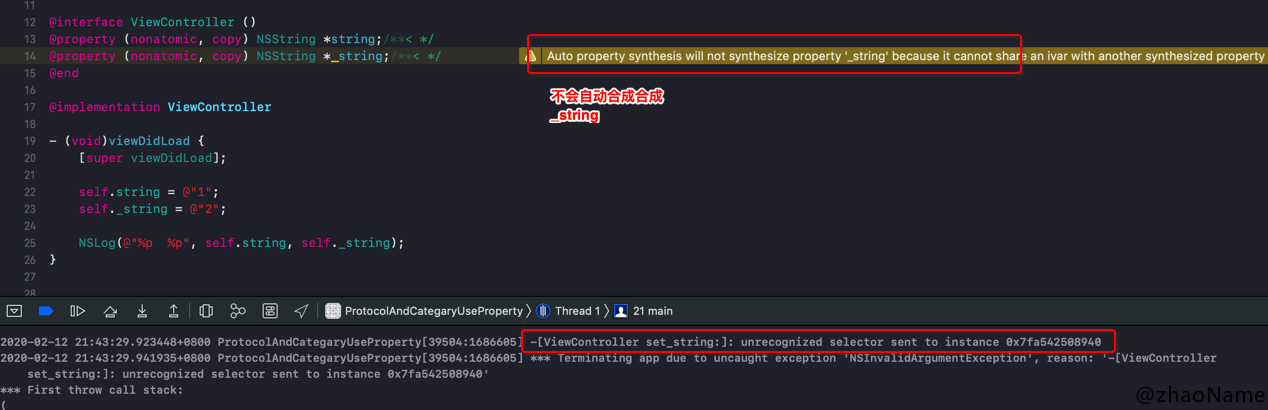 11
12 @interface ViewController ()
13 @property (nonatomic, copy) NSString *string;/**< */
14 @property (nonatomic, copy) NSString *_string;/**< */ Auto property synthesis will not synthesize property '_string' because it cannot share an ivar with another synthesized property
15 @end
16
不会自动合成合成
17 @implementation ViewController
_string
18
19 - (void)viewDidLoad {
20 [super viewDidLoad];
21
22 self.string = @"1";
23 self._string = @"2";
24
25 NSLog(@"%p  %p", self.string, self._string);
26 }
27
28
ProtocolAndCategaryUseProperty Thread 1 21 main
2020-02-12 21:43:29.923448+0800 ProtocolAndCategaryUseProperty[39504:1686605] -[ViewController set_string:]: unrecognized selector sent to instance 0x7fa542508940
2020-02-12 21:43:29.941935+0800 ProtocolAndCategaryUseProperty[39504:1686605] *** Terminating app due to uncaught exception 'NSInvalidArgumentException', reason: '-[ViewController
set_string:]: unrecognized selector sent to instance 0x7fa542508940'
*** First throw call stack:
(
@zhaoName